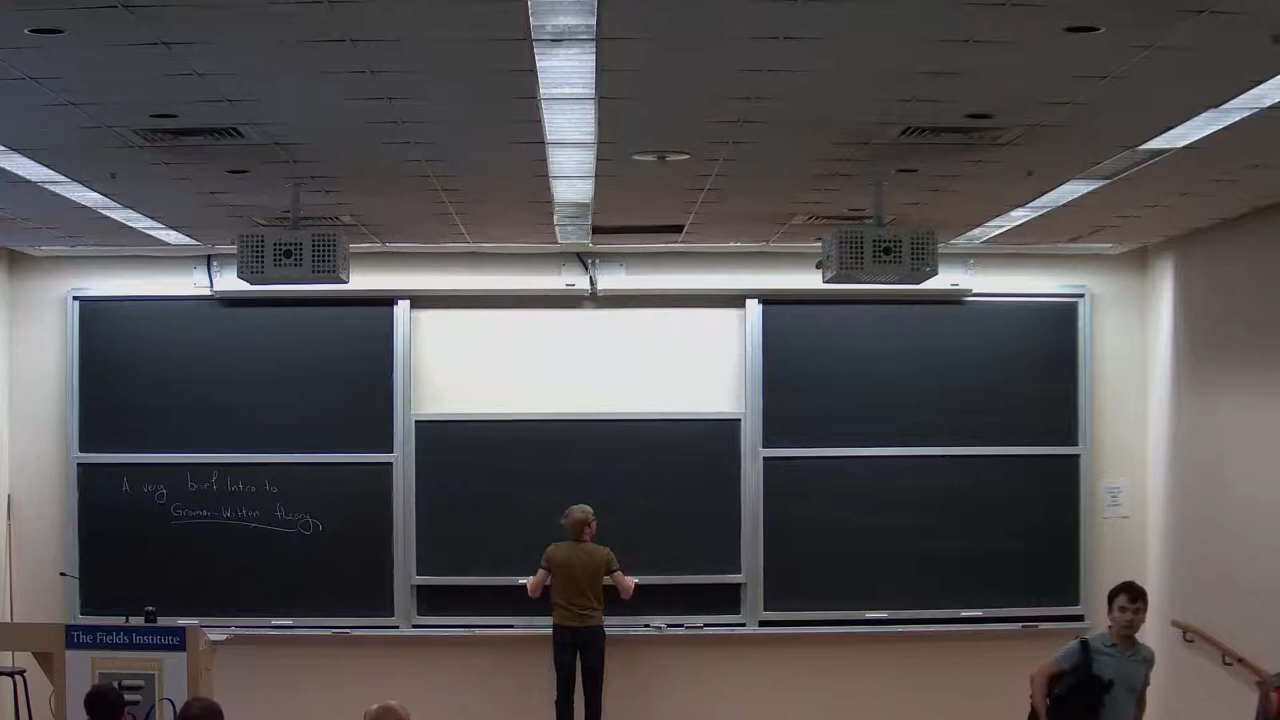 A very brief Intro to
Gromov-Witten theory
The Fields Institute